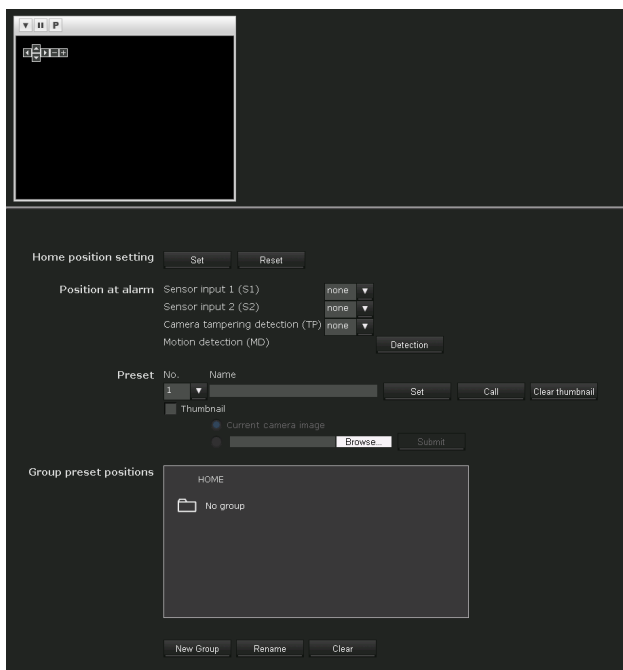 P
Home position setting Set Reset
Position at alarm Sensor input 1 (S1) none
Sensor input 2 (S2) none
Camera tampering detection (TP) none
Motion detection (MD) Detection
Preset No. Name
1 Set Call Clear thumbnail
Thumbnail
Current camera image
Browse... Submit
Group preset positions
HOME
No group
New Group Rename Clear